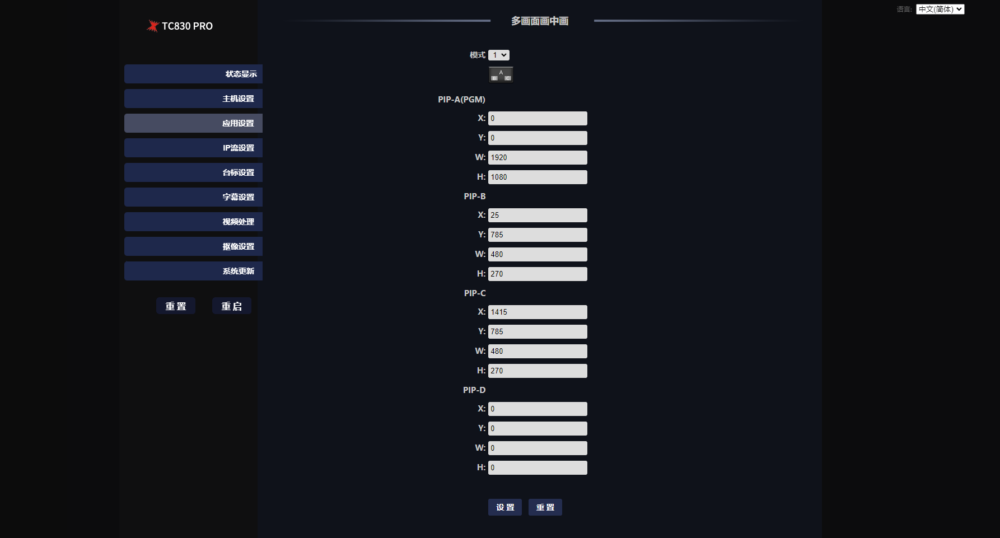 语言: 中文(简体)
TC830 PRO
多画面画中画
状态显示
主机设置
应用设置
IP流设置
台标设置
字幕设置
视频处理
抠像设置
系统更新
重置 重启
模式 1
A
B C
PIP-A(PGM)
X: 0
Y: 0
W: 1920
H: 1080
PIP-B
X: 25
Y: 785
W: 480
H: 270
PIP-C
X: 1415
Y: 785
W: 480
H: 270
PIP-D
X: 0
Y: 0
W: 0
H: 0
设置 重置